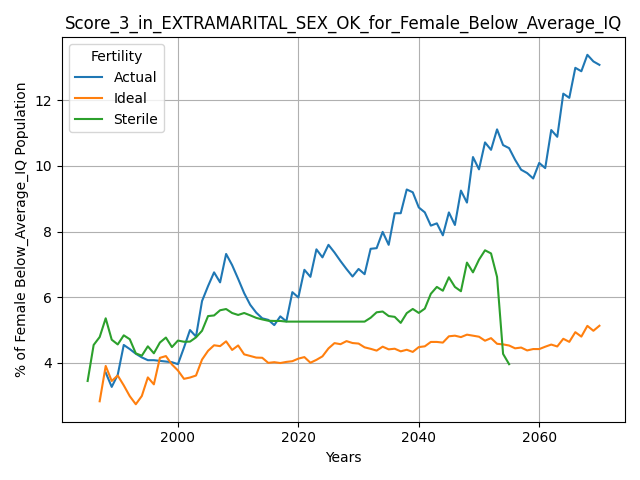 Score_3_in_EXTRAMARITAL_SEX_OK_for_Female_Below_Average_IQ
Fertility
Actual
Ideal
Sterile
% of Female Below_Average_IQ Population
12
10
8
6
4
2000
2020
2040
2060
Years